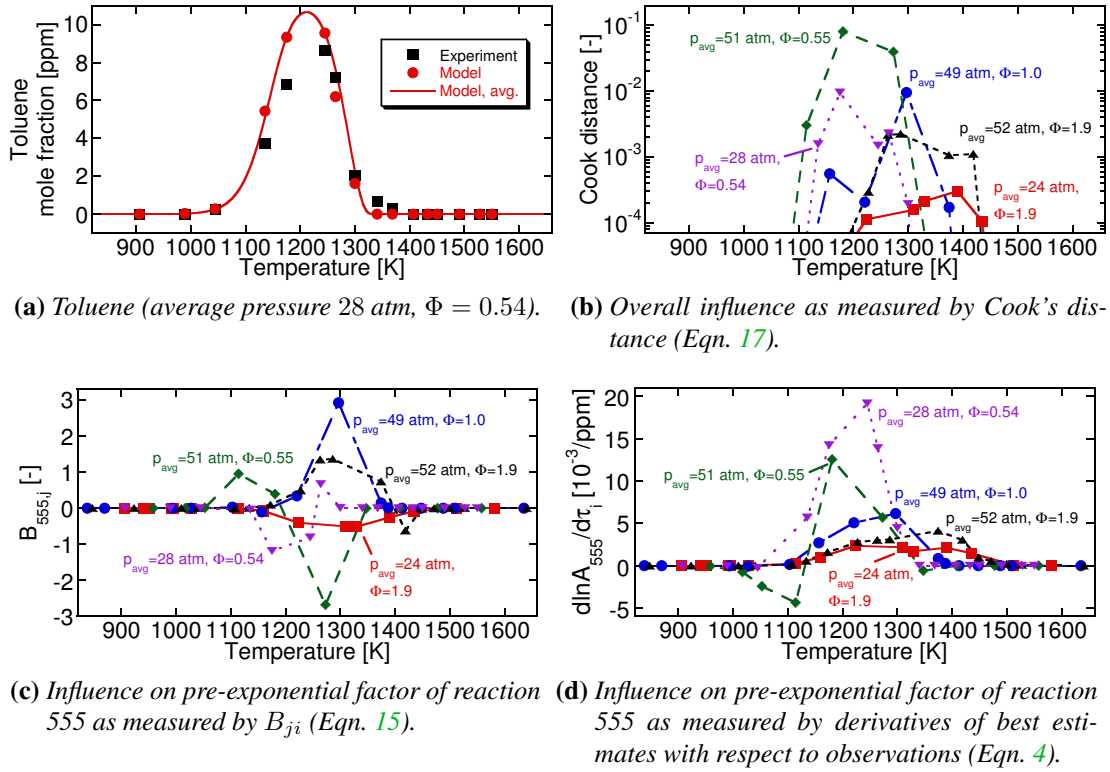 10
8
6
4
2
0
Toluene
mole fraction [ppm]
Experiment
Model
Model, avg.
900 1000 1100 1200 1300 1400 1500 1600
Temperature [K]
(a) Toluene (average pressure 28 atm, Φ = 0.54).
10⁻¹
10⁻²
10⁻³
10⁻⁴
Cook distance [-]
p_avg=51 atm, Φ=0.55
p_avg=49 atm, Φ=1.0
p_avg=52 atm, Φ=1.9
p_avg=28 atm,
Φ=0.54
p_avg=24 atm,
Φ=1.9
900 1000 1100 1200 1300 1400 1500 1600
Temperature [K]
(b) Overall influence as measured by Cook's dis-
tance (Eqn. 17).
3
2
1
0
-1
-2
-3
B_555,j [-]
p_avg=49 atm, Φ=1.0
p_avg=51 atm, Φ=0.55
p_avg=52 atm, Φ=1.9
p_avg=28 atm, Φ=0.54
p_avg=24 atm,
Φ=1.9
900 1000 1100 1200 1300 1400 1500 1600
Temperature [K]
(c) Influence on pre-exponential factor of reaction
555 as measured by B_ji (Eqn. 15).
20
15
10
5
0
-5
dlnA_555/dτ_i [10⁻³/ppm]
p_avg=28 atm, Φ=0.54
p_avg=51 atm, Φ=0.55
p_avg=49 atm, Φ=1.0
p_avg=52 atm, Φ=1.9
p_avg=24 atm,
Φ=1.9
900 1000 1100 1200 1300 1400 1500 1600
Temperature [K]
(d) Influence on pre-exponential factor of reaction
555 as measured by derivatives of best esti-
mates with respect to observations (Eqn. 4).